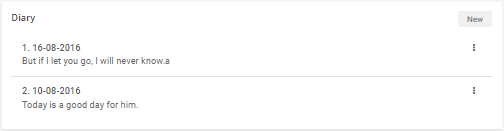 Diary
New
1. 16-08-2016
But if I let you go, I will never know.a
2. 10-08-2016
Today is a good day for him.